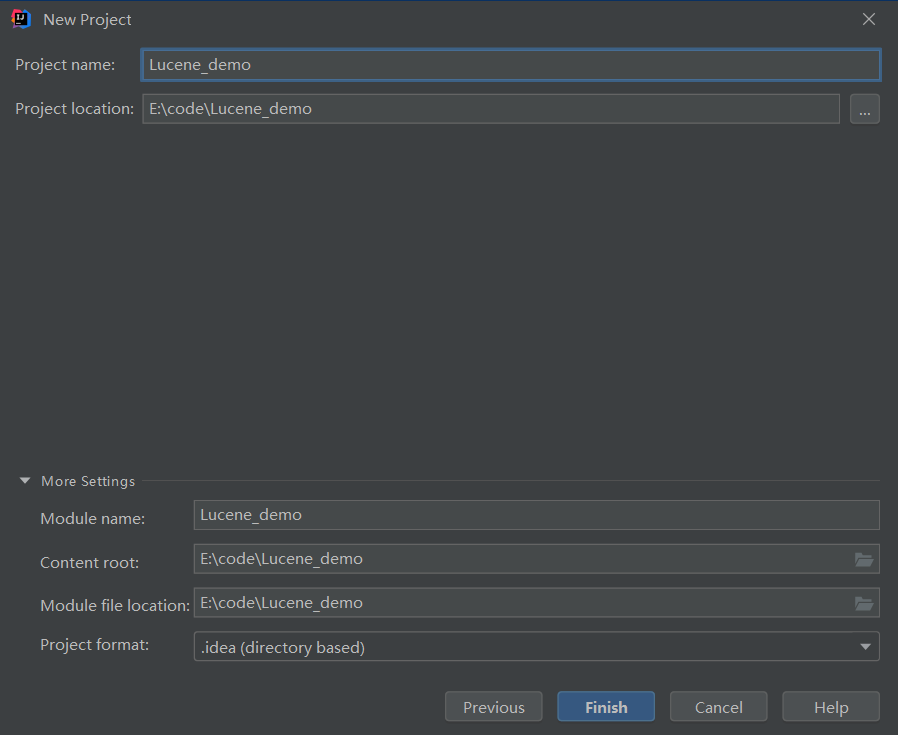 New Project
Project name: Lucene_demo
Project location: E:\code\Lucene_demo ...
More Settings
Module name: Lucene_demo
Content root: E:\code\Lucene_demo
Module file location: E:\code\Lucene_demo
Project format: .idea (directory based)
Previous Finish Cancel Help